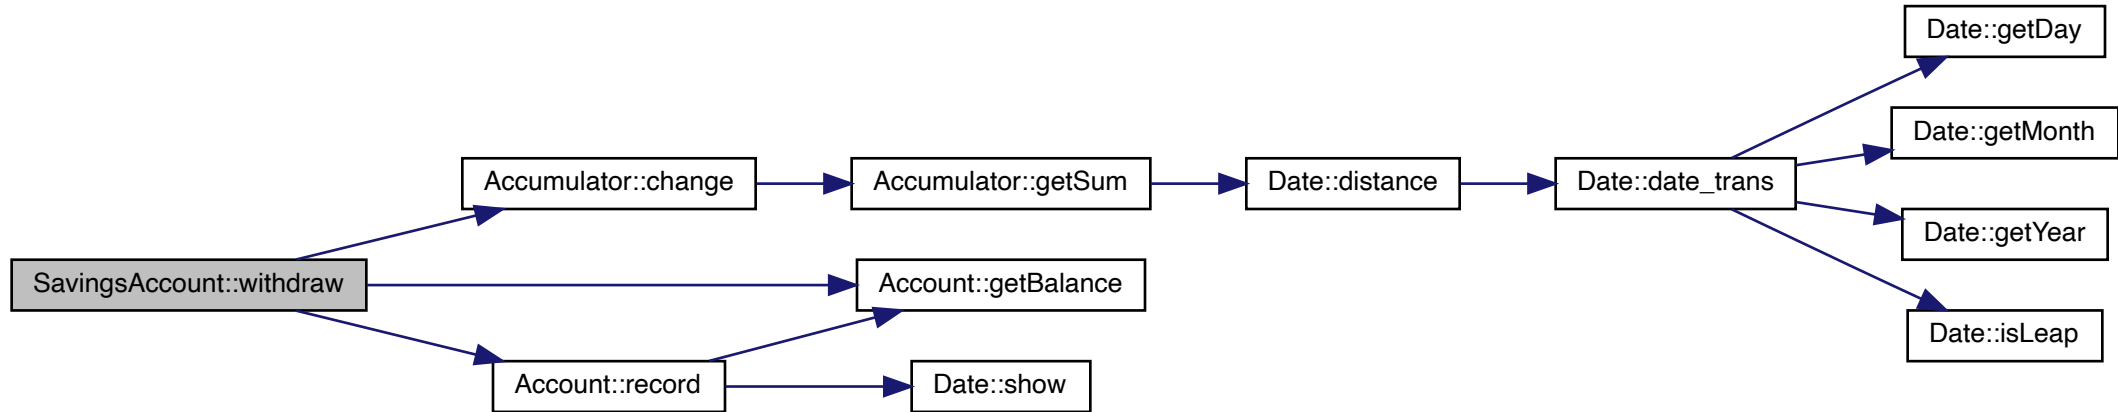 Date::getDay
Date::getMonth
Accumulator::change
Accumulator::getSum
Date::distance
Date::date_trans
Date::getYear
SavingsAccount::withdraw
Account::getBalance
Date::isLeap
Account::record
Date::show